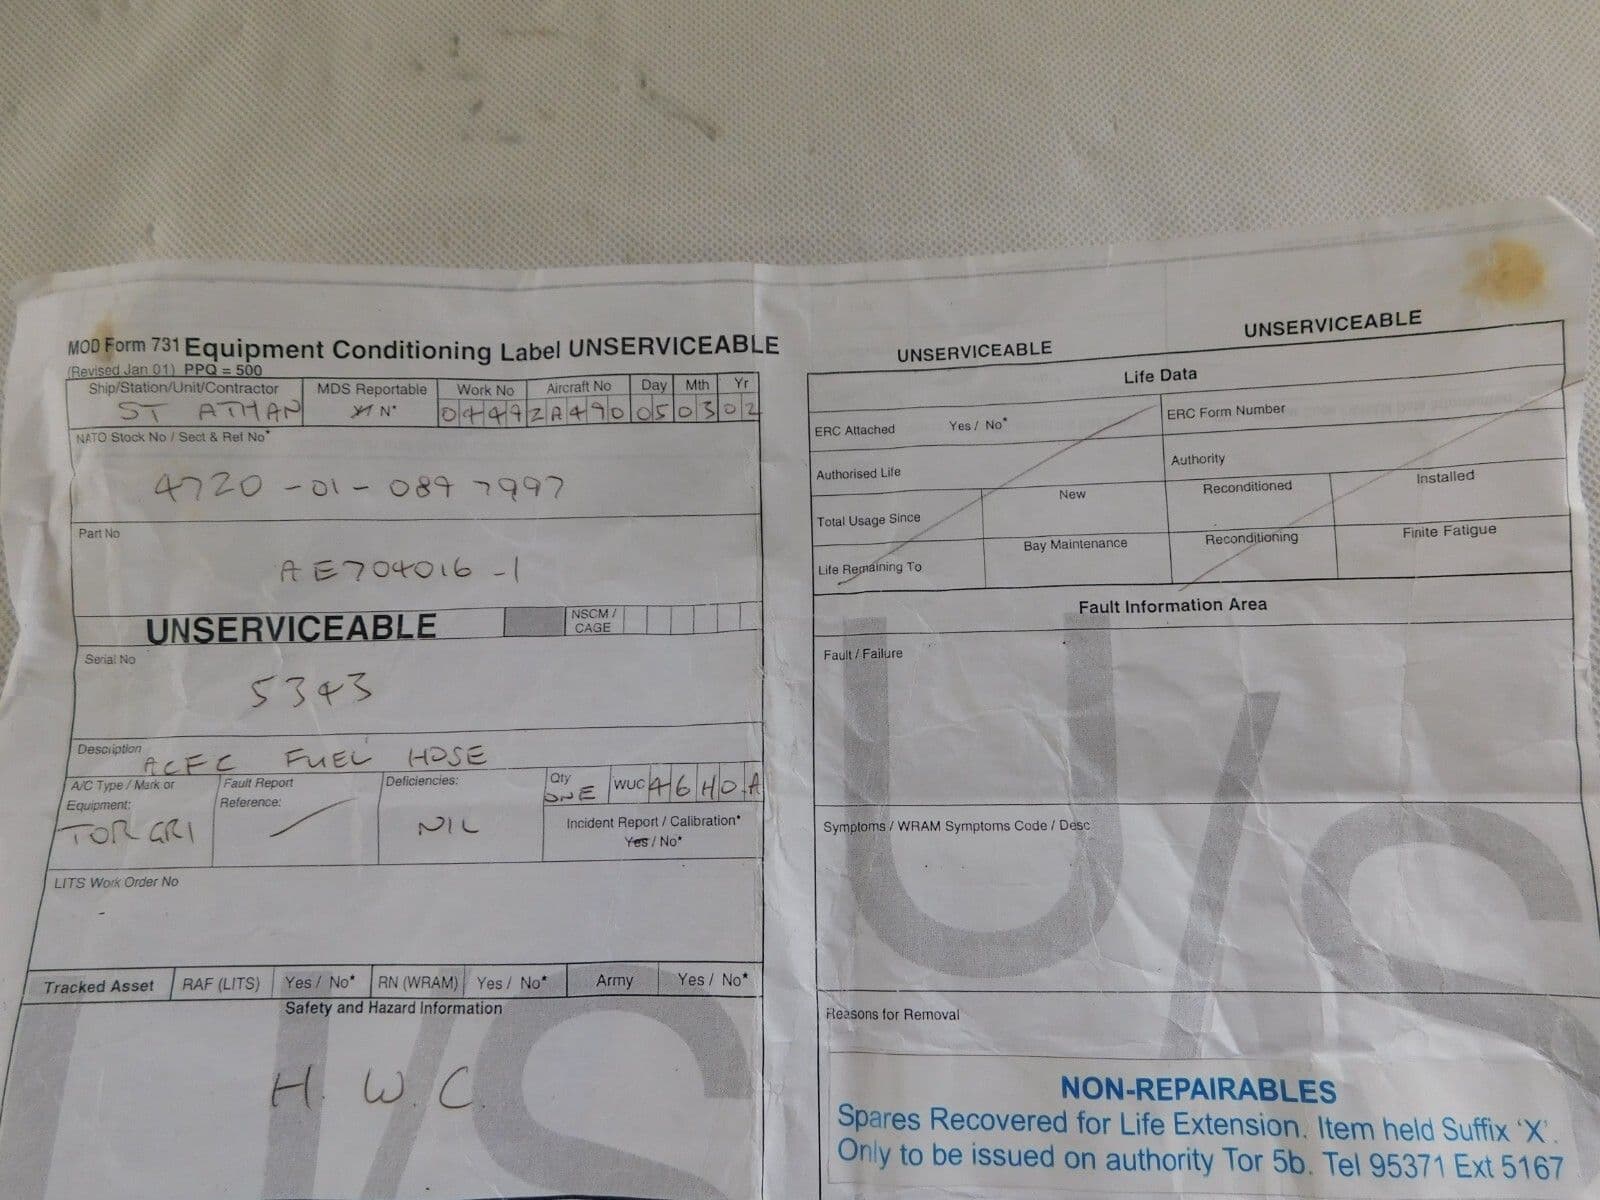 MOD Form 731 Equipment Conditioning Label UNSERVICEABLE
(Revised Jan 01) PPQ = 500
Ship/Station/Unit/Contractor MDS Reportable Work No Aircraft No Day Mth Yr
ST ATHAN N* 0449 ZA490 05 03 02
NATO Stock No / Sect & Ref No*
4720-01-089 7997
Part No
AE704016-1
UNSERVICEABLE NSCM / CAGE
Serial No
5343
Description
ACFC FUEL HOSE
A/C Type / Mark or Equipment: Fault Report Reference: Deficiencies: Qty WUC A6H0A
TOR GR1 NIL ONE
Incident Report / Calibration*
Yes / No*
LITS Work Order No
-
Tracked Asset RAF (LITS) Yes / No* RN (WRAM) Yes / No* Army Yes / No*
Safety and Hazard Information
H. W. C.
UNSERVICEABLE UNSERVICEABLE
Life Data
ERC Attached Yes / No* ERC Form Number
Authorised Life Authority
Total Usage Since New Reconditioned Installed
Life Remaining To Bay Maintenance Reconditioning Finite Fatigue
Fault Information Area
Fault / Failure
Symptoms / WRAM Symptoms Code / Desc
Reasons for Removal
U/S
U/S
NON-REPAIRABLES
Spares Recovered for Life Extension. Item held Suffix 'X'.
Only to be issued on authority Tor 5b. Tel 95371 Ext 5167